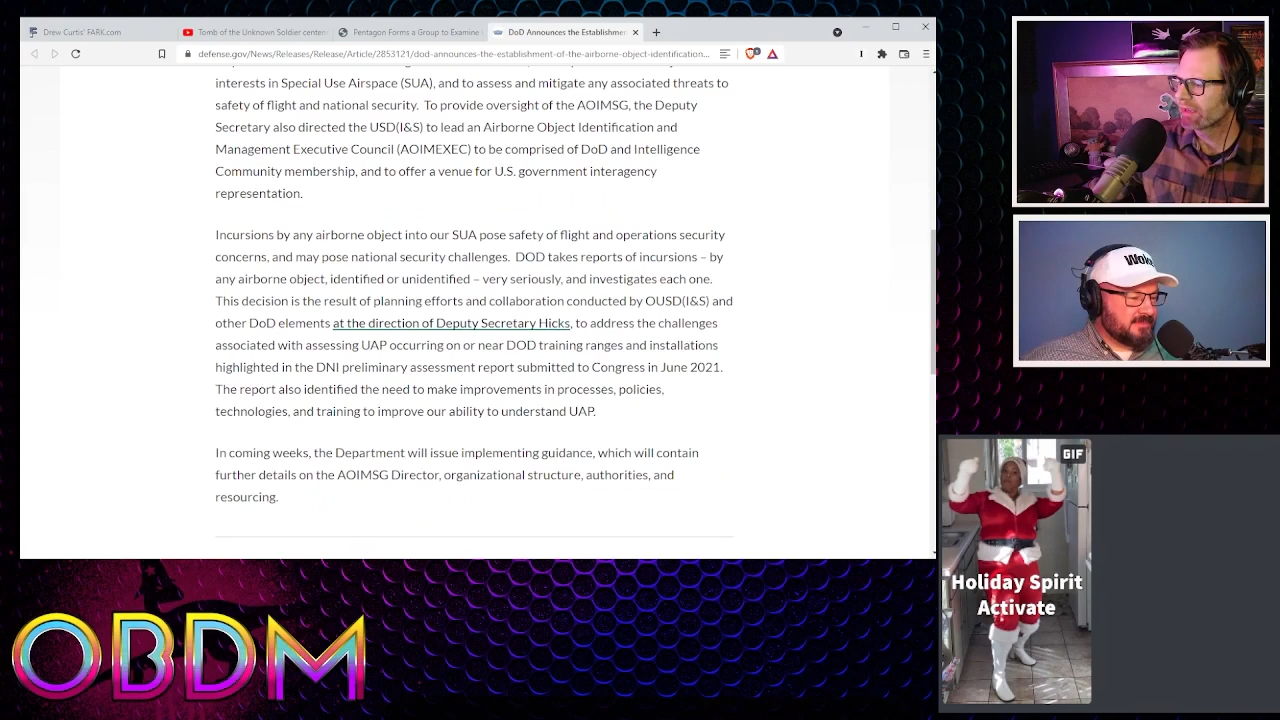 Drew Curtis' FARK.com
Tomb of the Unknown Soldier centen
Pentagon Forms a Group to Examine
DoD Announces the Establishment
defense.gov/News/Releases/Release/Article/2853121/dod-announces-the-establishment-of-the-airborne-object-identification...
interests in Special Use Airspace (SUA), and to assess and mitigate any associated threats to
safety of flight and national security. To provide oversight of the AOIMSG, the Deputy
Secretary also directed the USD(I&S) to lead an Airborne Object Identification and
Management Executive Council (AOIMEXEC) to be comprised of DoD and Intelligence
Community membership, and to offer a venue for U.S. government interagency
representation.
Incursions by any airborne object into our SUA pose safety of flight and operations security
concerns, and may pose national security challenges. DOD takes reports of incursions – by
any airborne object, identified or unidentified – very seriously, and investigates each one.
This decision is the result of planning efforts and collaboration conducted by OUSD(I&S) and
other DoD elements at the direction of Deputy Secretary Hicks, to address the challenges
associated with assessing UAP occurring on or near DOD training ranges and installations
highlighted in the DNI preliminary assessment report submitted to Congress in June 2021.
The report also identified the need to make improvements in processes, policies,
technologies, and training to improve our ability to understand UAP.
In coming weeks, the Department will issue implementing guidance, which will contain
further details on the AOIMSG Director, organizational structure, authorities, and
resourcing.
Woke
GIF
Holiday Spirit
Activate
OBDM